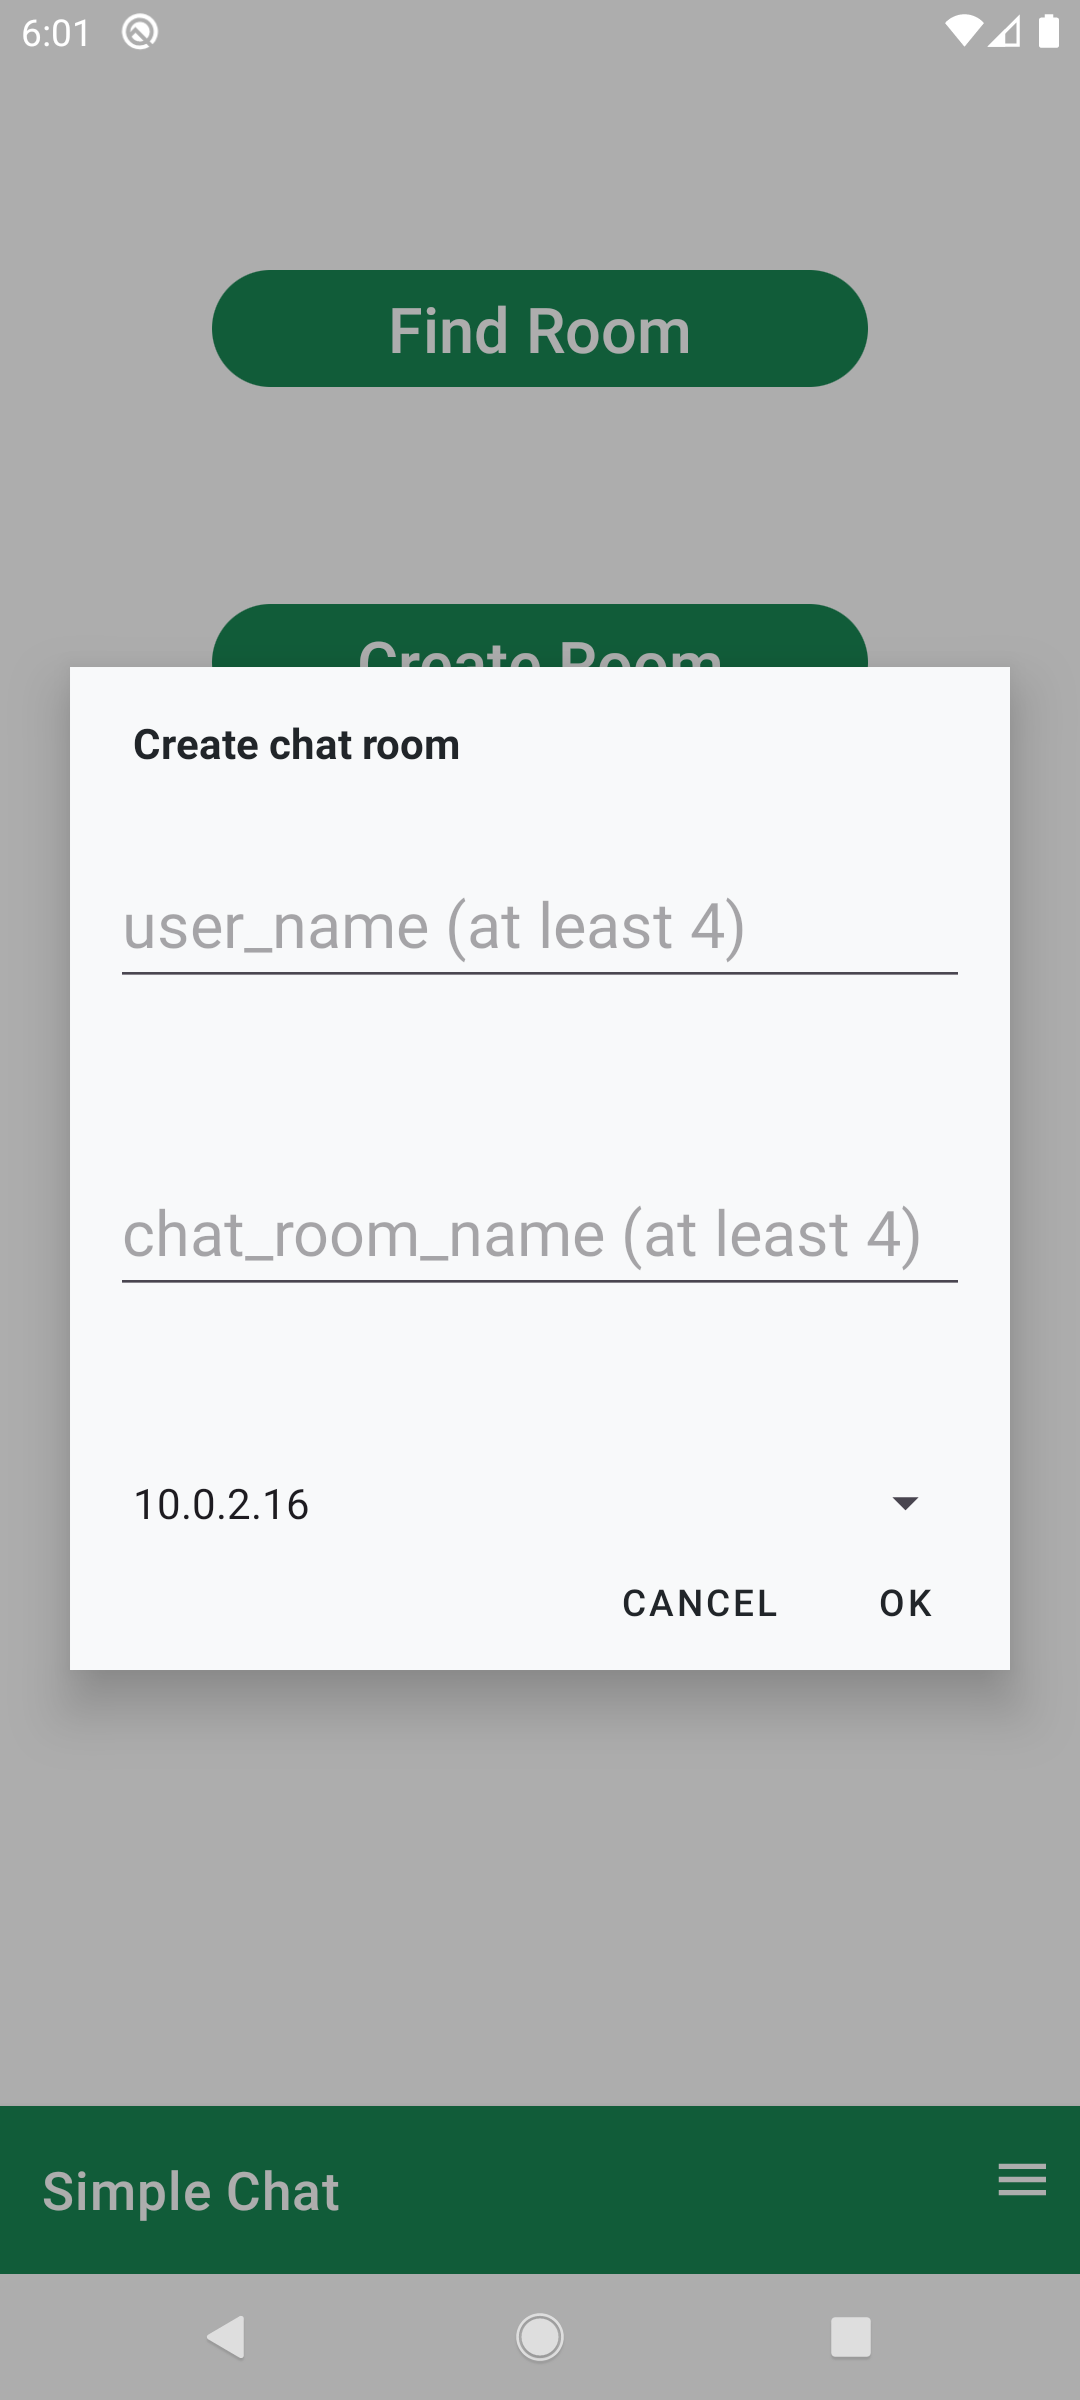 6:01
Find Room
Create Room
Create chat room
user_name (at least 4)
chat_room_name (at least 4)
10.0.2.16
CANCEL OK
Simple Chat